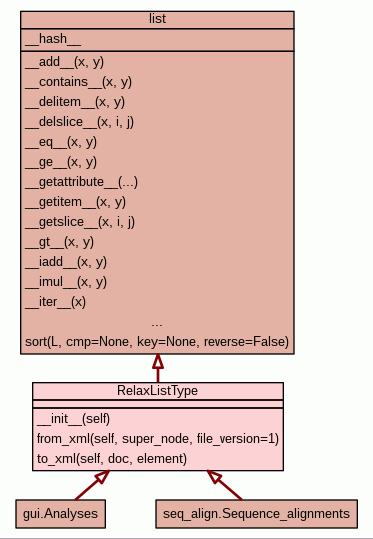 list
__hash__
__add__(x, y)
__contains__(x, y)
__delitem__(x, y)
__delslice__(x, i, j)
__eq__(x, y)
__ge__(x, y)
__getattribute__(...)
__getitem__(x, y)
__getslice__(x, i, j)
__gt__(x, y)
__iadd__(x, y)
__imul__(x, y)
__iter__(x)
...
sort(L, cmp=None, key=None, reverse=False)
RelaxListType
__init__(self)
from_xml(self, super_node, file_version=1)
to_xml(self, doc, element)
gui.Analyses
seq_align.Sequence_alignments